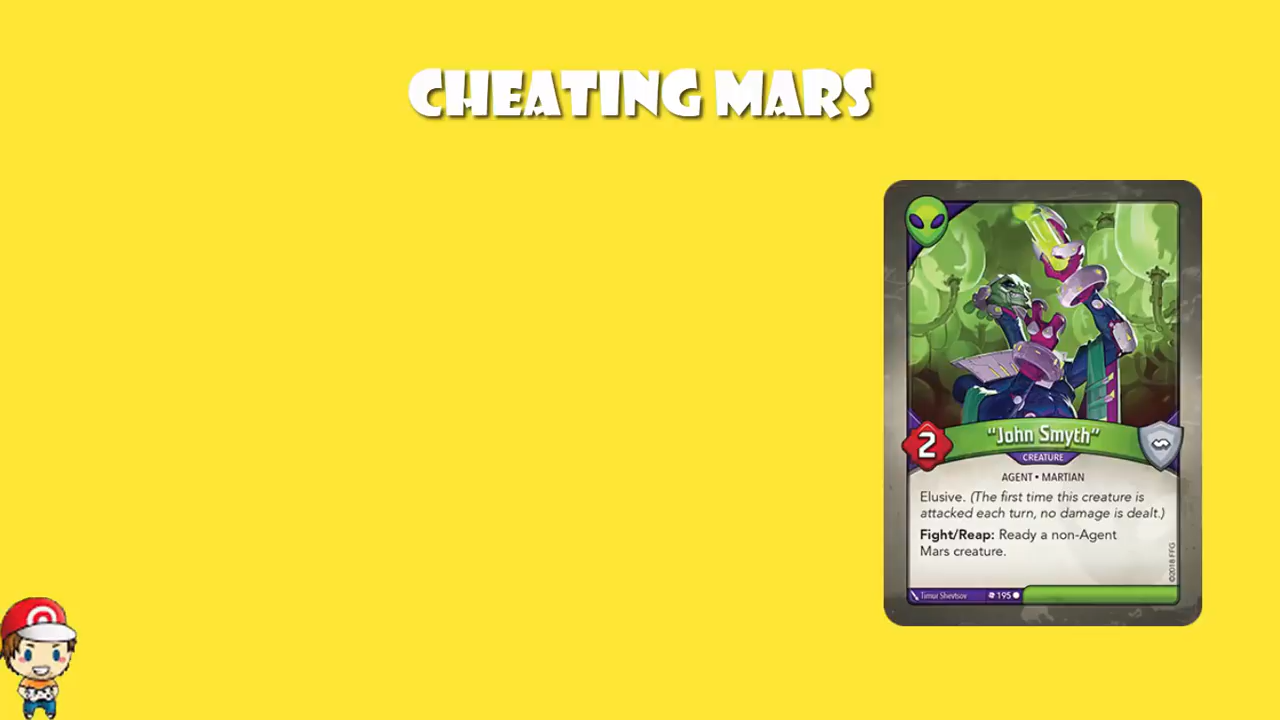 CHEATING MARS
"John Smyth"
2
CREATURE
AGENT • MARTIAN
Elusive. (The first time this creature is
attacked each turn, no damage is dealt.)
Fight/Reap: Ready a non-Agent
Mars creature.
©2018 FFG
Timur Shevtsov
195